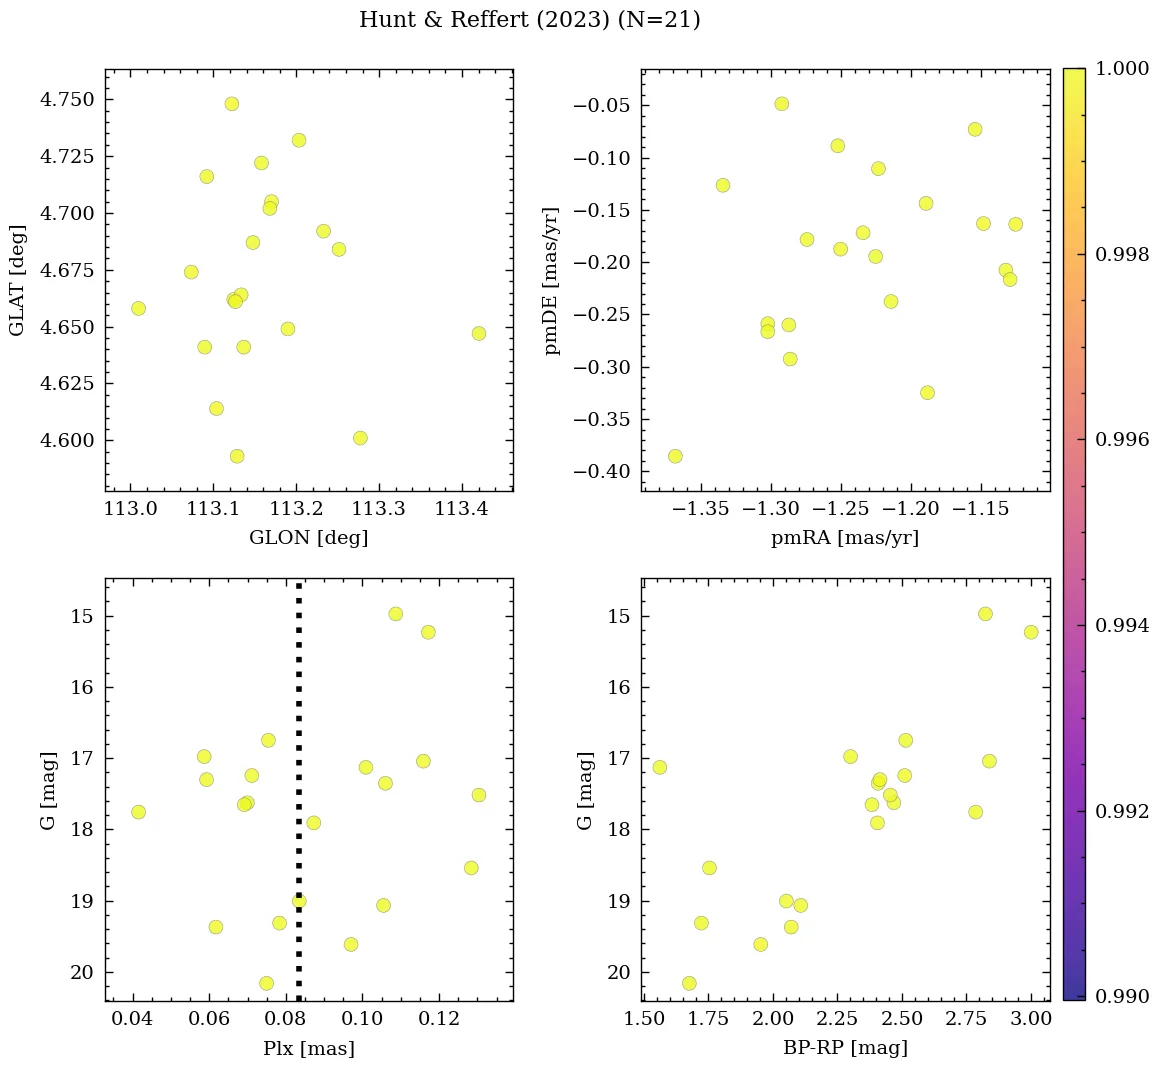 Hunt & Reffert (2023) (N=21)
4.750
4.725
4.700
4.675
4.650
4.625
4.600
GLAT [deg]
113.0 113.1 113.2 113.3 113.4
GLON [deg]
−0.05
−0.10
−0.15
−0.20
−0.25
−0.30
−0.35
−0.40
pmDE [mas/yr]
−1.35 −1.30 −1.25 −1.20 −1.15
pmRA [mas/yr]
1.000
0.998
0.996
0.994
0.992
0.990
15
16
17
18
19
20
G [mag]
0.04 0.06 0.08 0.10 0.12
Plx [mas]
15
16
17
18
19
20
G [mag]
1.50 1.75 2.00 2.25 2.50 2.75 3.00
BP-RP [mag]